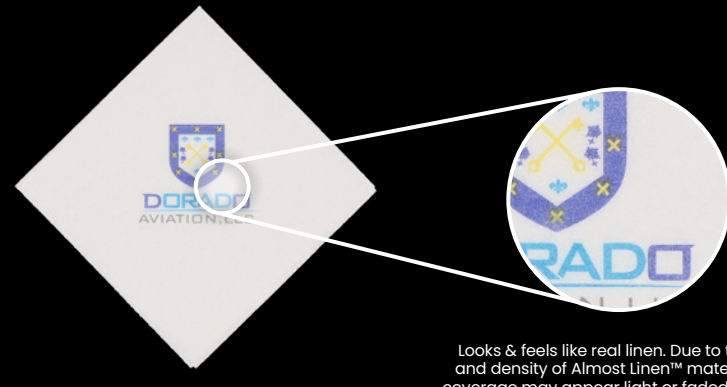 DORADO
AVIATION, LLC
RADO
Looks & feels like real linen. Due to
and density of Almost Linen™
coverage may appear light or